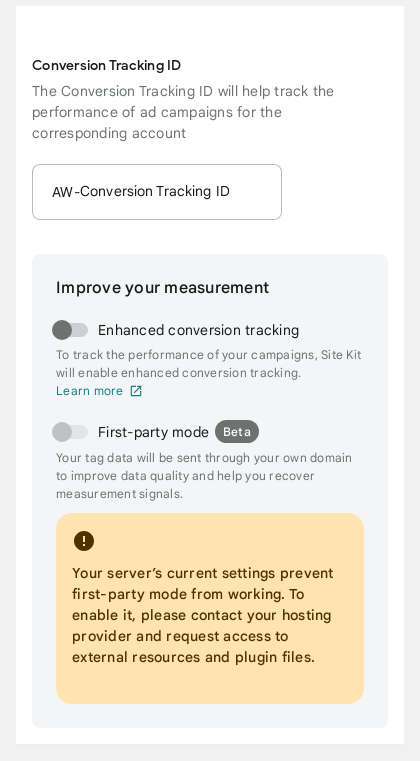 Conversion Tracking ID
The Conversion Tracking ID will help track the
performance of ad campaigns for the
corresponding account
AW-Conversion Tracking ID
Improve your measurement
Enhanced conversion tracking
To track the performance of your campaigns, Site Kit
will enable enhanced conversion tracking.
Learn more
First-party mode Beta
Your tag data will be sent through your own domain
to improve data quality and help you recover
measurement signals.
Your server’s current settings prevent
first-party mode from working. To
enable it, please contact your hosting
provider and request access to
external resources and plugin files.